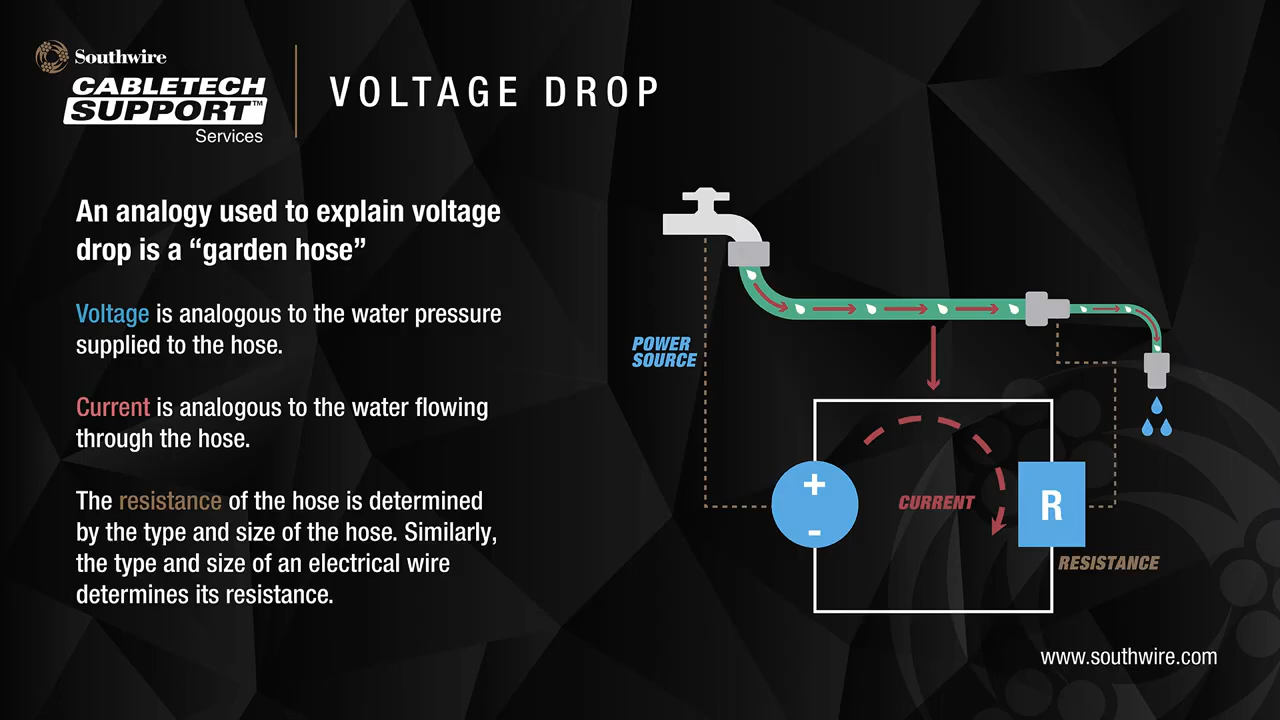 Southwire
CABLETECH
SUPPORT™
Services
VOLTAGE DROP
An analogy used to explain voltage
drop is a “garden hose”
Voltage is analogous to the water pressure
supplied to the hose.
Current is analogous to the water flowing
through the hose.
The resistance of the hose is determined
by the type and size of the hose. Similarly,
the type and size of an electrical wire
determines its resistance.
POWER
SOURCE
+
-
CURRENT
R
RESISTANCE
www.southwire.com